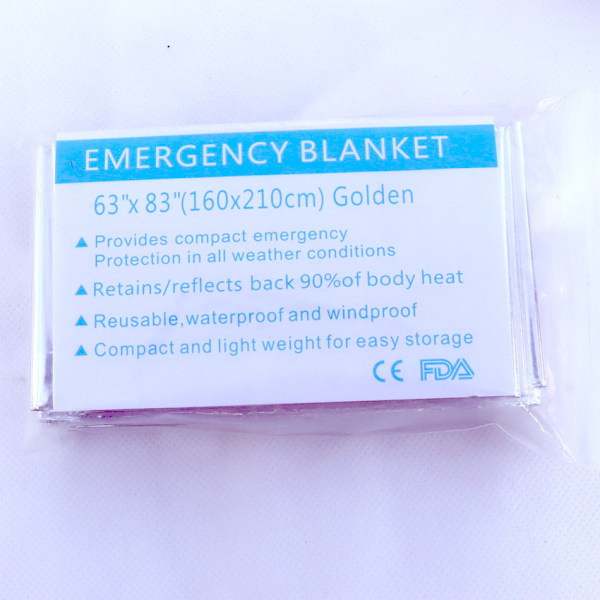 EMERGENCY BLANKET
63"x 83"(160x210cm) Golden
▲ Provides compact emergency
Protection in all weather conditions
▲ Retains/reflects back 90%of body heat
▲ Reusable,waterproof and windproof
▲ Compact and light weight for easy storage
CE FDA